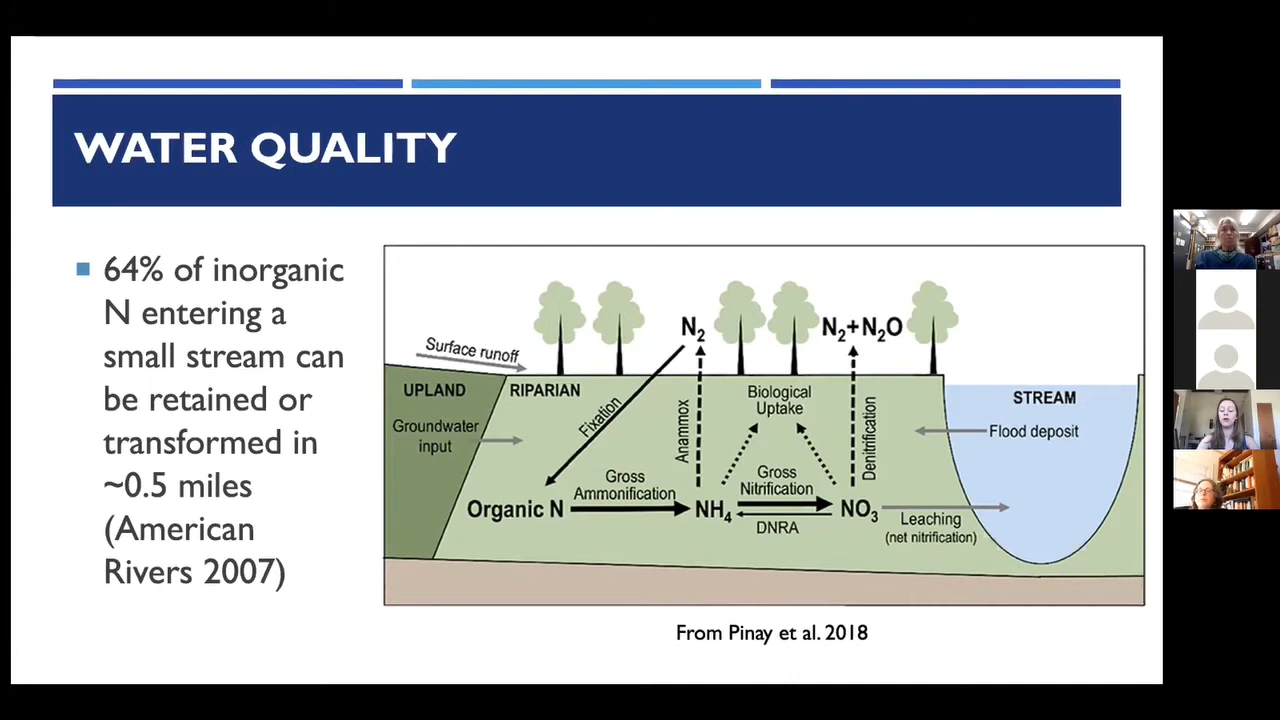 WATER QUALITY
64% of inorganic
N entering a
small stream can
be retained or
transformed in
~0.5 miles
(American
Rivers 2007)
N₂
N₂+N₂O
Surface runoff
UPLAND
RIPARIAN
Biological
Uptake
STREAM
Groundwater
input
Fixation
Anammox
Denitrification
Flood deposit
Gross
Ammonification
Gross
Nitrification
Organic N
NH₄
NO₃
DNRA
Leaching
(net nitrification)
From Pinay et al. 2018